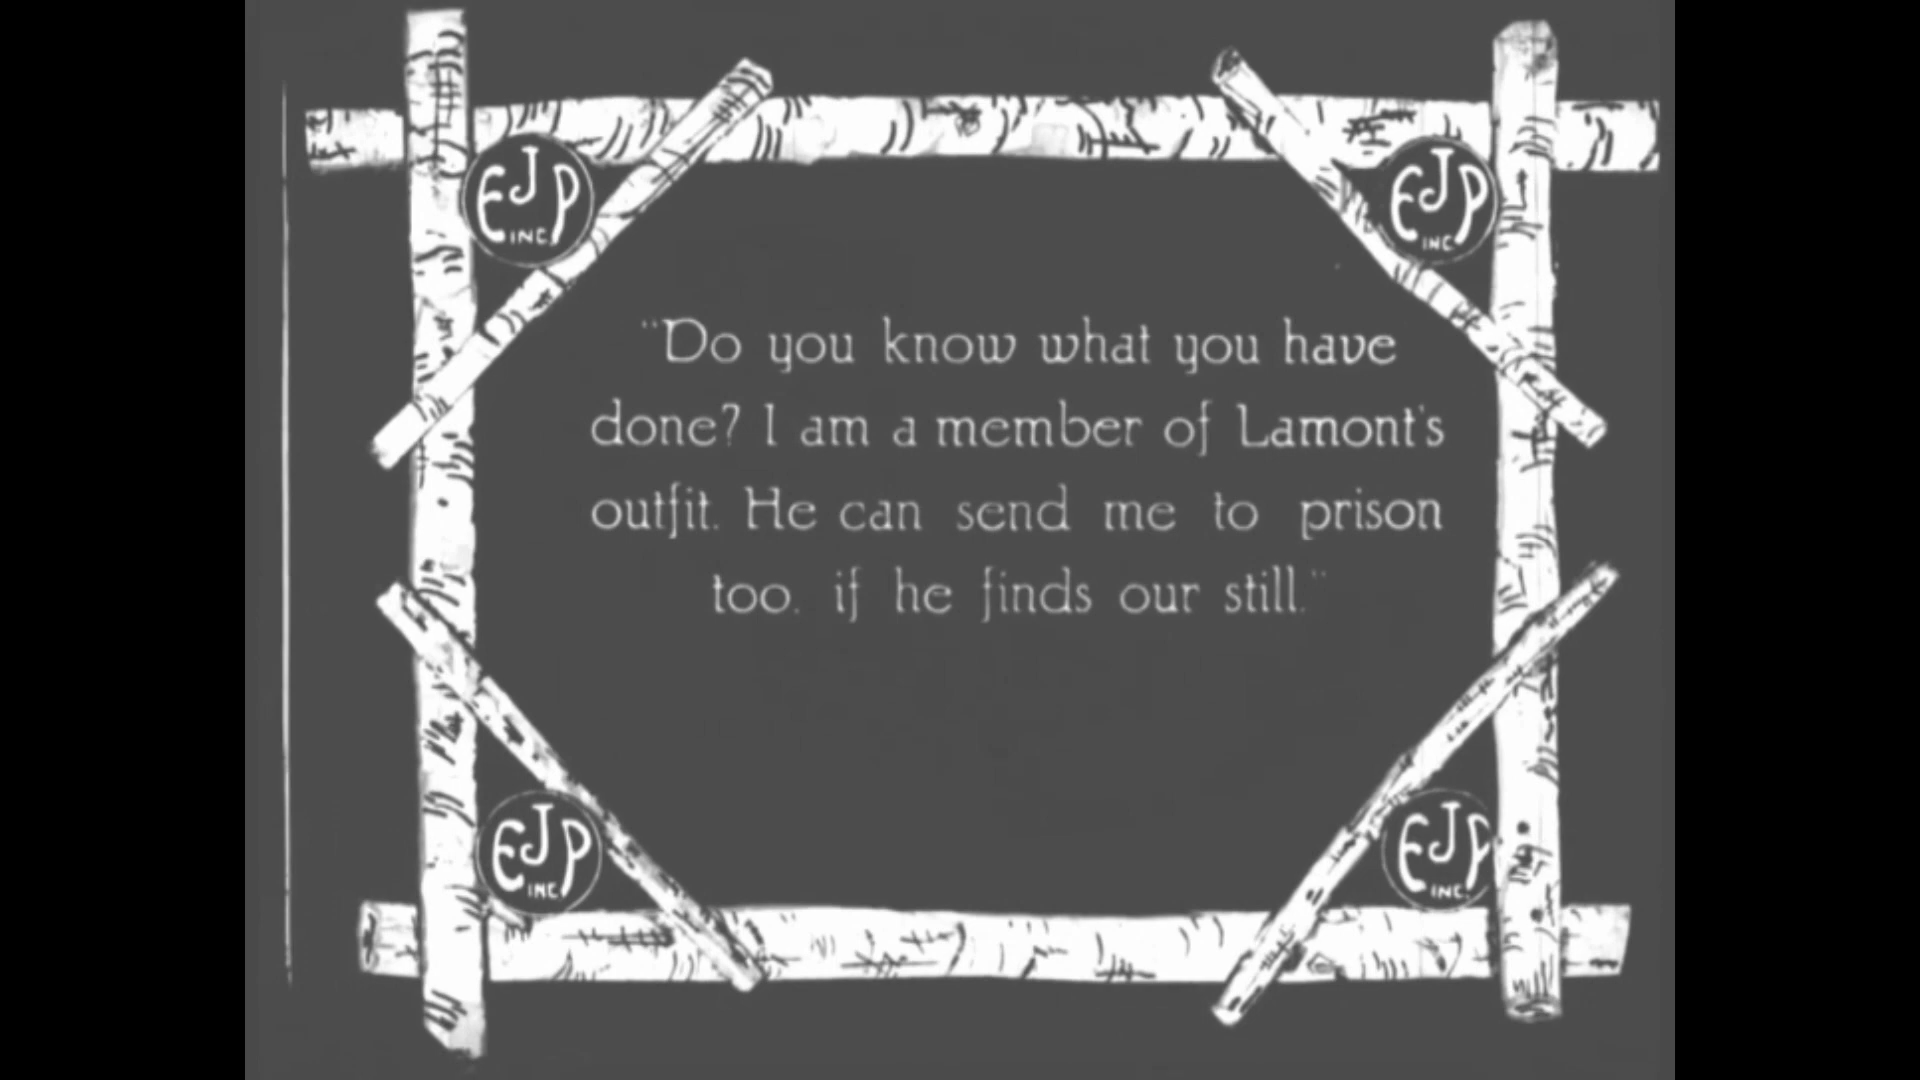 EJP INC.
EJP INC.
"Do you know what you have
done? I am a member of Lamont's
outfit. He can send me to prison
too, if he finds our still."
EJP INC.
EJP INC.